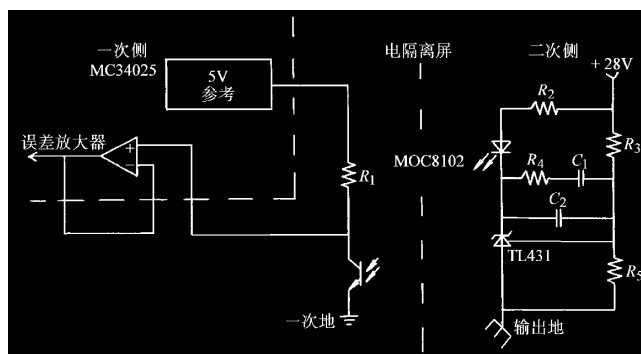 一次侧
MC34025
5V
参考
误差放大器
+
−
R1
一次地
电隔离屏
二次侧
+28V
R2
R3
MOC8102
R4
C1
C2
TL431
R5
输出地